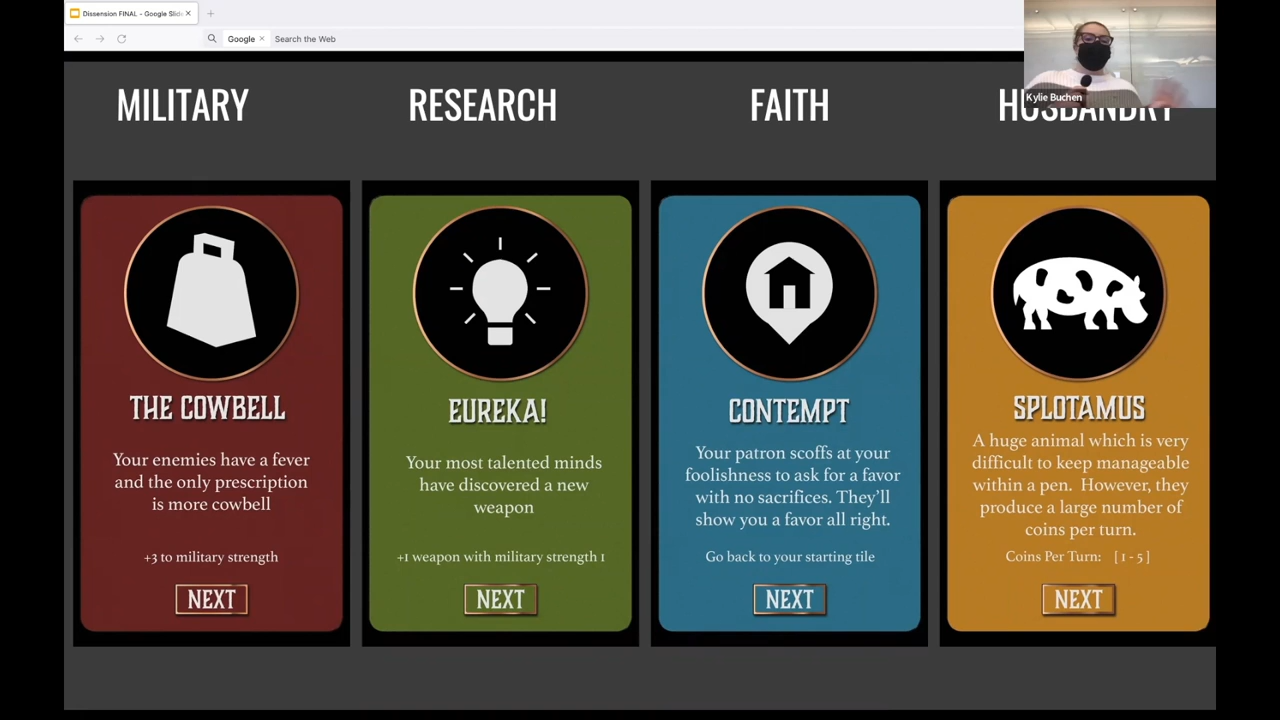 Dissension FINAL - Google Slide
Google
Search the Web
Kylie Buchen
MILITARY
RESEARCH
FAITH
HUSBANDRY
THE COWBELL
Your enemies have a fever
and the only prescription
is more cowbell
+3 to military strength
NEXT
EUREKA!
Your most talented minds
have discovered a new
weapon
+1 weapon with military strength 1
NEXT
CONTEMPT
Your patron scoffs at your
foolishness to ask for a favor
with no sacrifices. They'll
show you a favor all right.
Go back to your starting tile
NEXT
SPLOTAMUS
A huge animal which is very
difficult to keep manageable
within a pen. However, they
produce a large number of
coins per turn.
Coins Per Turn: [ 1 - 5 ]
NEXT